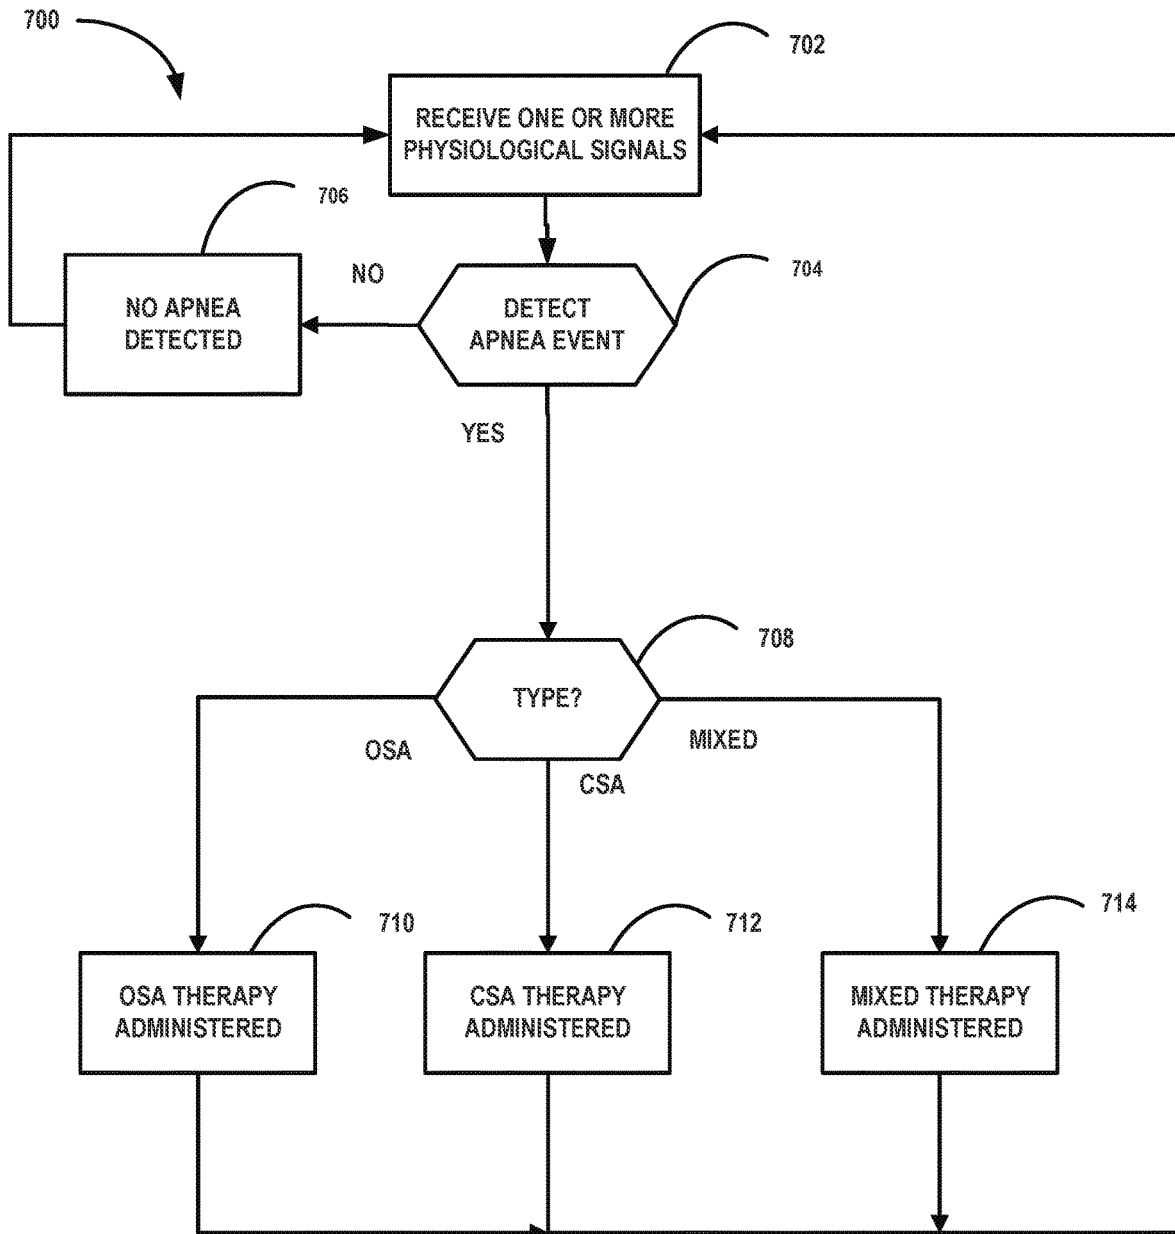 700
702
RECEIVE ONE OR MORE
PHYSIOLOGICAL SIGNALS
706
704
NO
NO APNEA
DETECTED
DETECT
APNEA EVENT
YES
708
TYPE?
OSA
MIXED
CSA
710
712
714
OSA THERAPY
ADMINISTERED
CSA THERAPY
ADMINISTERED
MIXED THERAPY
ADMINISTERED